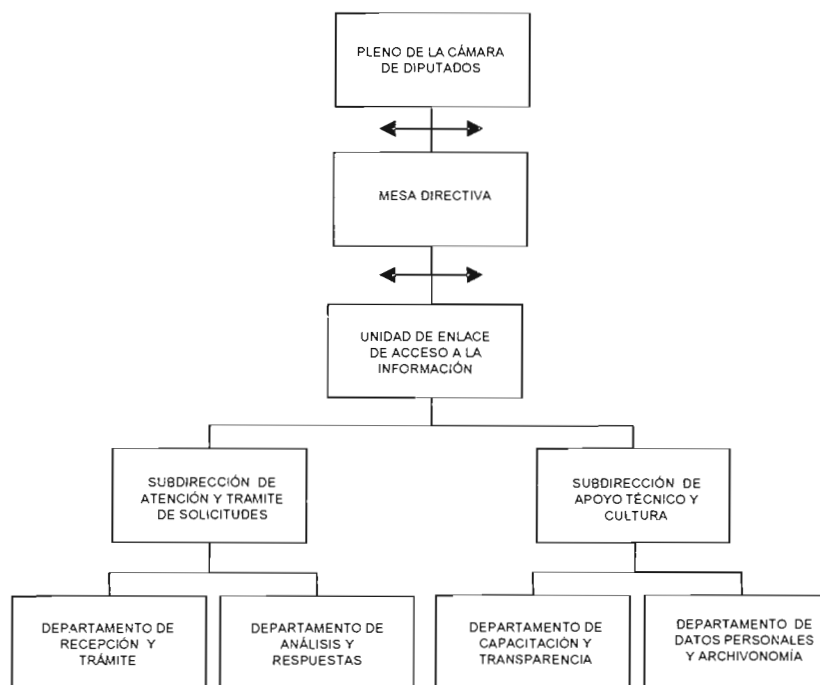 PLENO DE LA CÁMARA
DE DIPUTADOS
MESA DIRECTIVA
UNIDAD DE ENLACE
DE ACCESO A LA
INFORMACIÓN
SUBDIRECCIÓN DE
ATENCIÓN Y TRAMITE
DE SOLICITUDES
SUBDIRECCIÓN DE
APOYO TÉCNICO Y
CULTURA
DEPARTAMENTO DE
RECEPCIÓN Y
TRÁMITE
DEPARTAMENTO DE
ANÁLISIS Y
RESPUESTAS
DEPARTAMENTO DE
CAPACITACIÓN Y
TRANSPARENCIA
DEPARTAMENTO DE
DATOS PERSONALES
Y ARCHIVONOMÍA